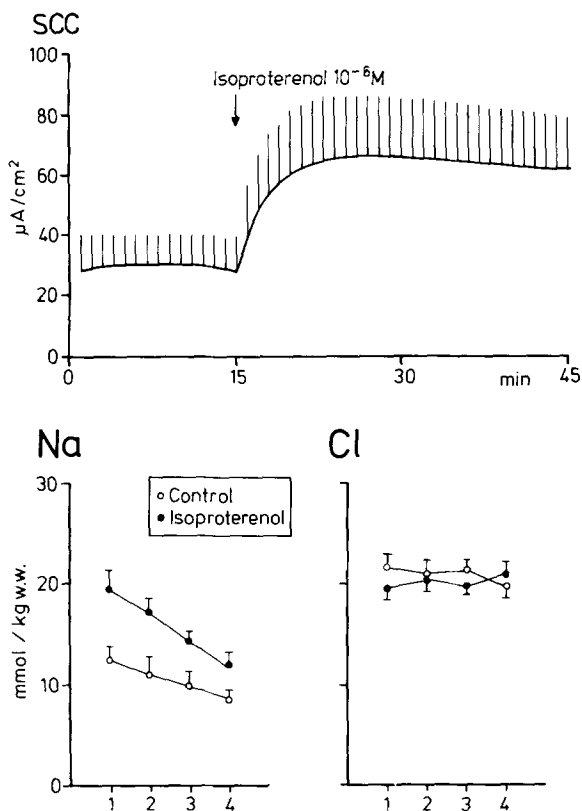 SCC
Isoproterenol 10⁻⁶M
100
80
60
40
20
0
µA/cm²
0 15 30 min 45
Na Cl
Control
Isoproterenol
30
20
10
0
mmol / kg w.w.
1 2 3 4
1 2 3 4